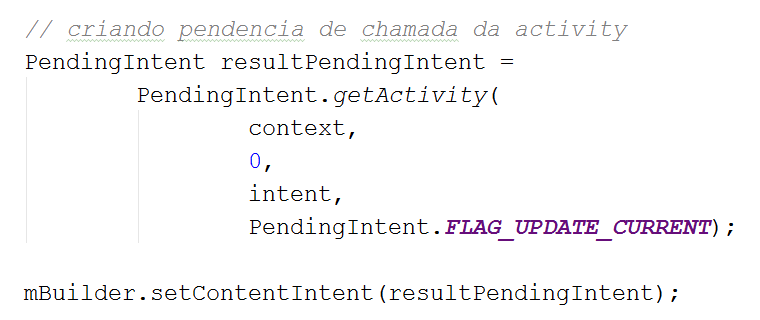 // criando pendencia de chamada da activity
PendingIntent resultPendingIntent =
PendingIntent.getActivity(
context,
0,
intent,
PendingIntent.FLAG_UPDATE_CURRENT);
mBuilder.setContentIntent(resultPendingIntent);